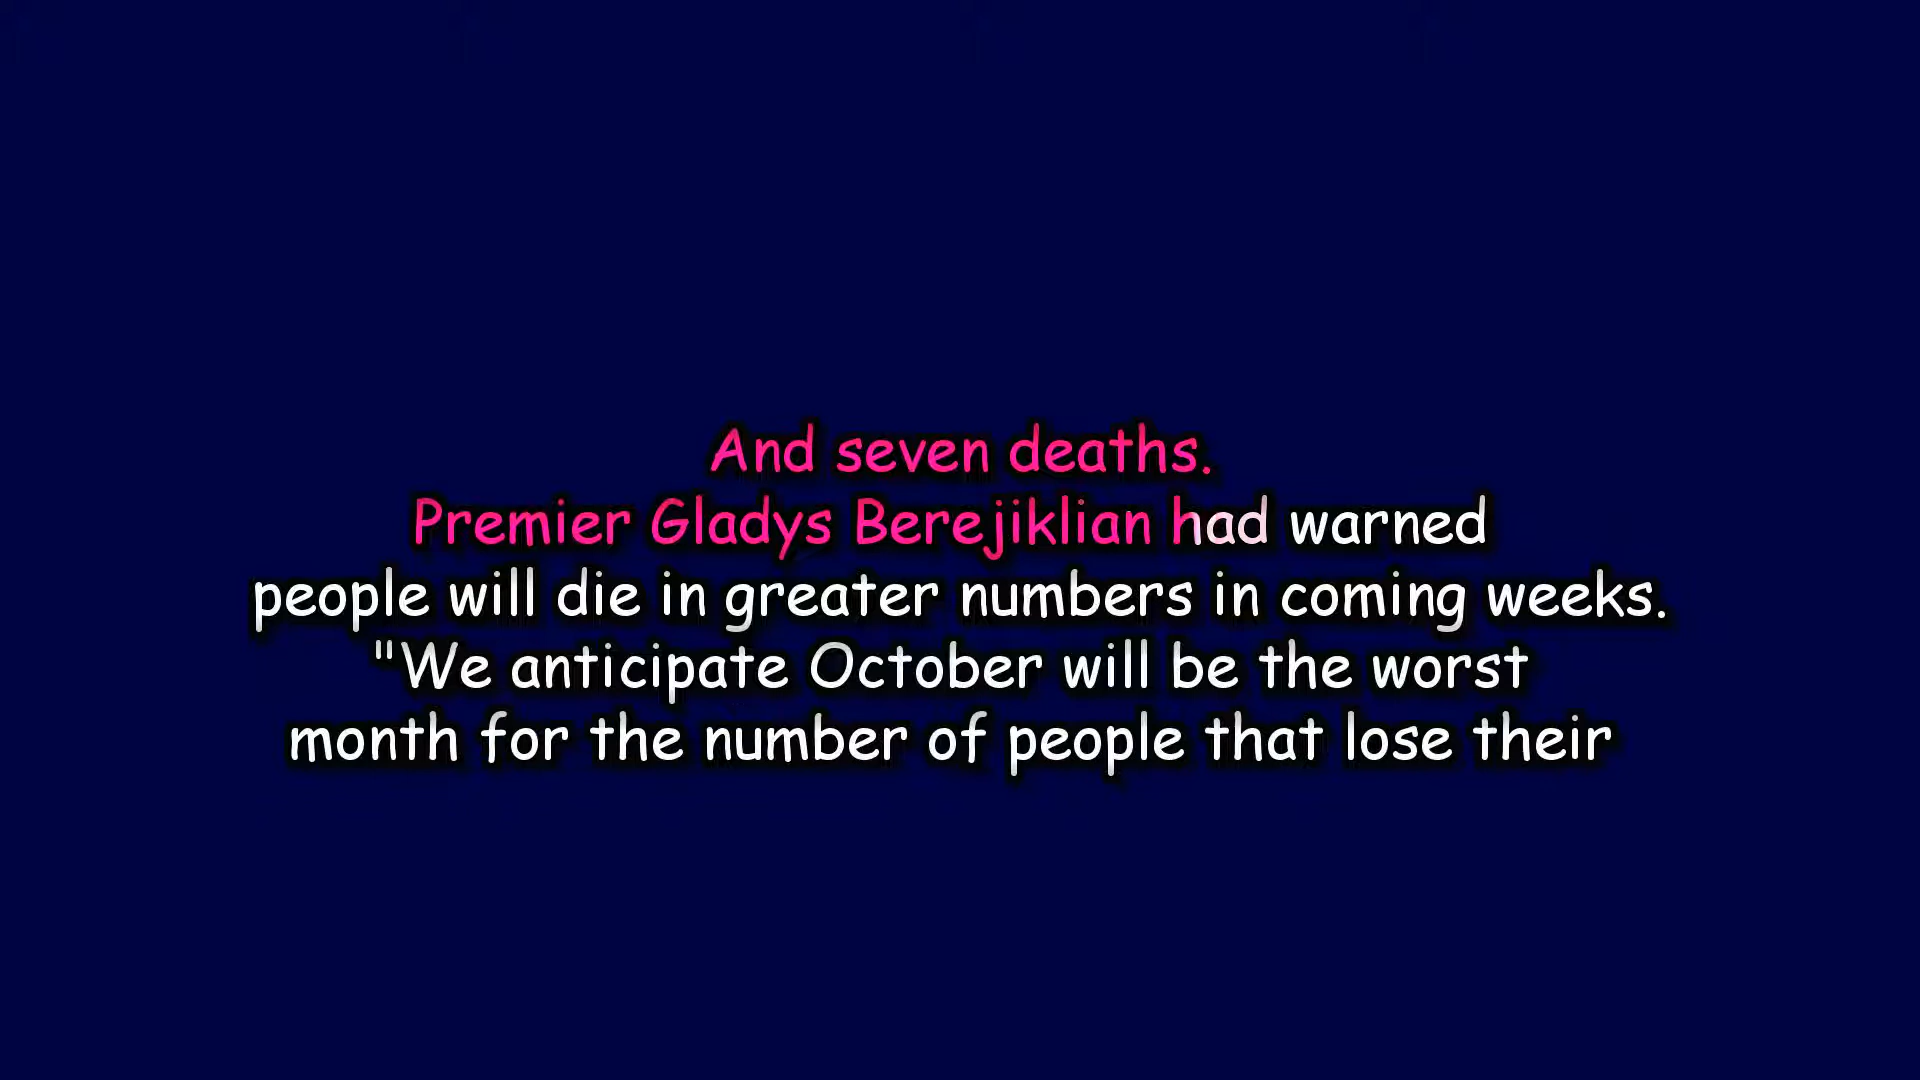 And seven deaths.
Premier Gladys Berejiklian had warned
people will die in greater numbers in coming weeks.
"We anticipate October will be the worst
month for the number of people that lose their